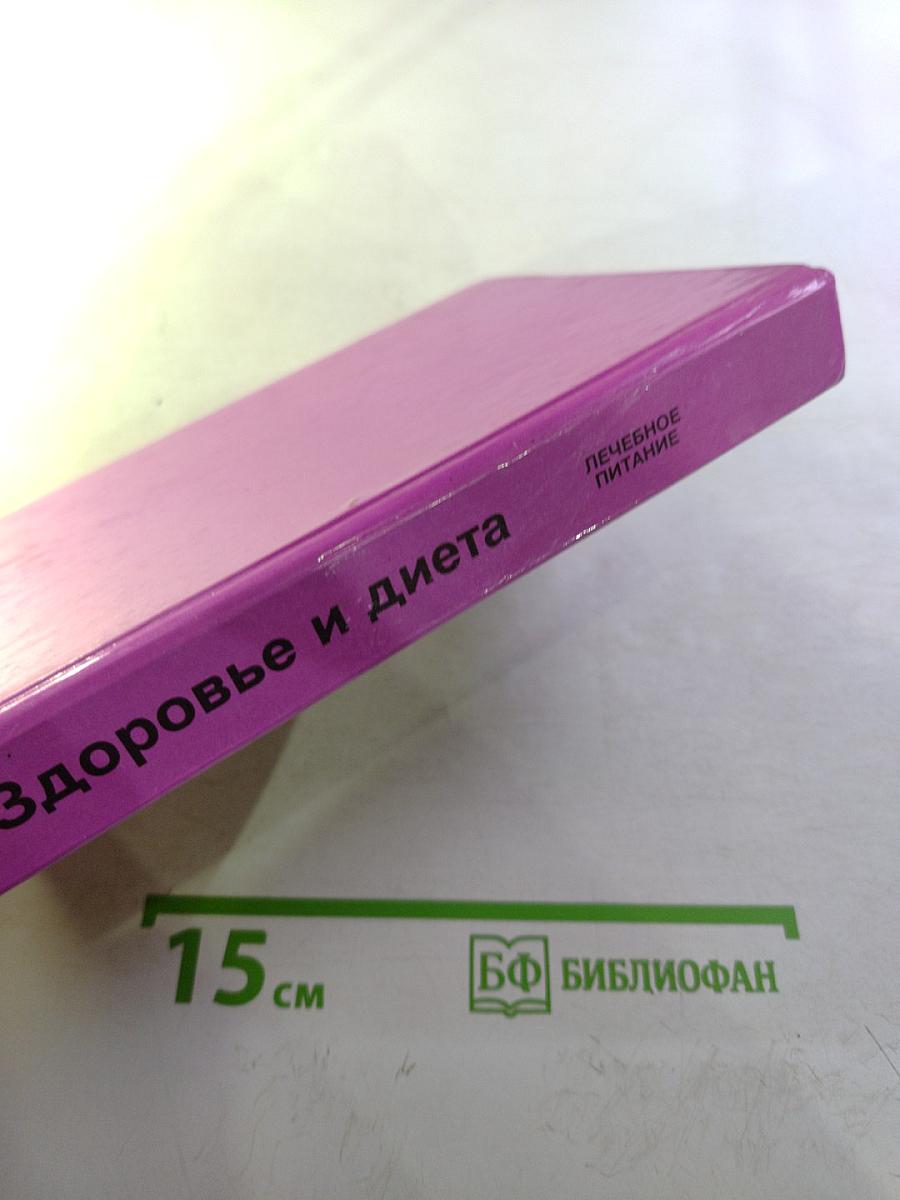 Здоровье и диета
ЛЕЧЕБНОЕ
ПИТАНИЕ
15 см
БФ БИБЛИОФАН